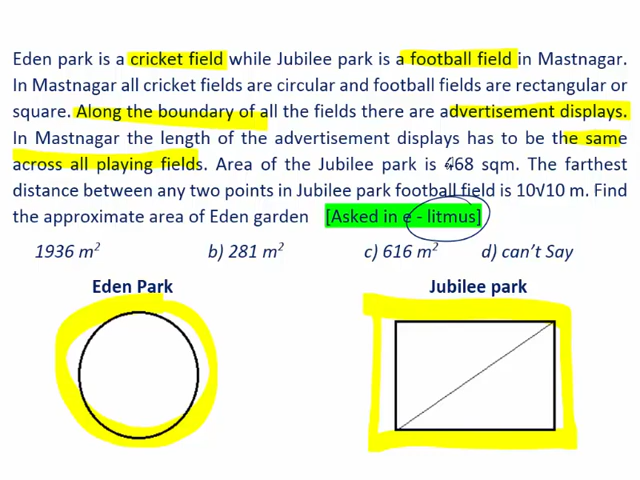 Eden park is a cricket field while Jubilee park is a football field in Mastnagar.
In Mastnagar all cricket fields are circular and football fields are rectangular or
square. Along the boundary of all the fields there are advertisement displays.
In Mastnagar the length of the advertisement displays has to be the same
across all playing fields. Area of the Jubilee park is 468 sqm. The farthest
distance between any two points in Jubilee park football field is 10√10 m. Find
the approximate area of Eden garden [Asked in e - litmus]
1936 m² b) 281 m² c) 616 m² d) can't Say
Eden Park Jubilee park